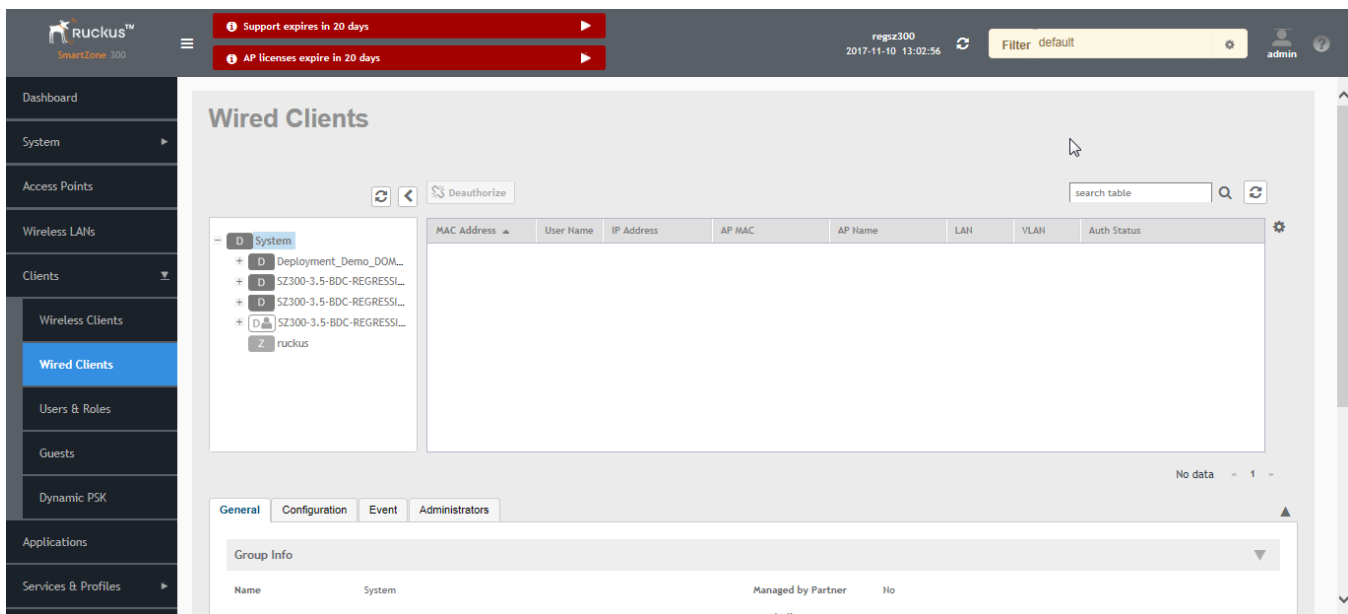 Ruckus™
SmartZone 300
Support expires in 20 days
AP licenses expire in 20 days
regsz300
2017-11-10 13:02:56
Filter default
admin
Dashboard
System
Access Points
Wireless LANs
Clients
Wireless Clients
Wired Clients
Users & Roles
Guests
Dynamic PSK
Applications
Services & Profiles
Wired Clients
Deauthorize
search table
D System
D Deployment_Demo_DOM...
D SZ300-3.5-BDC-REGRESSI...
D SZ300-3.5-BDC-REGRESSI...
D SZ300-3.5-BDC-REGRESSI...
Z ruckus
MAC Address User Name IP Address AP MAC AP Name LAN VLAN Auth Status
No data « 1 »
General Configuration Event Administrators
Group Info
Name System Managed by Partner No